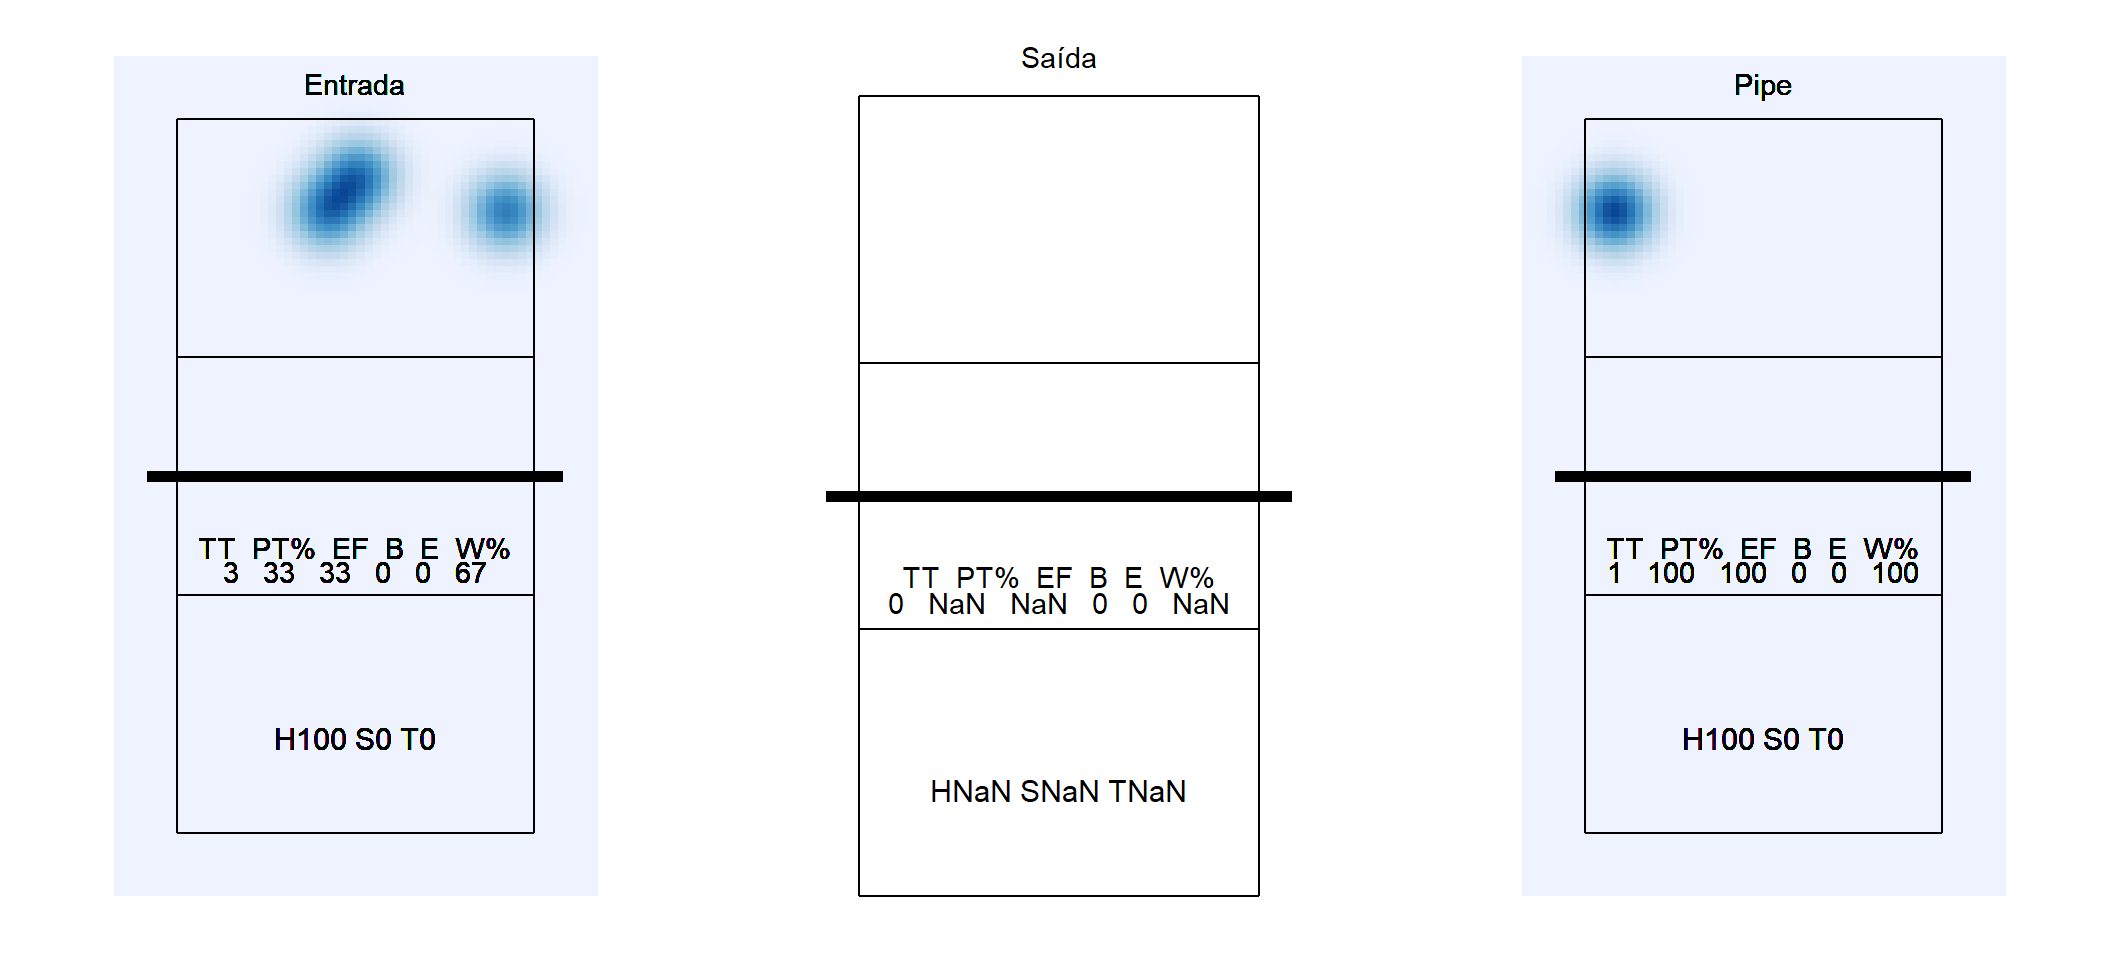 Entrada
TT PT% EF B E W%
3 33 33 0 0 67
H100 S0 T0
Saída
TT PT% EF B E W%
0 NaN NaN 0 0 NaN
HNaN SNaN TNaN
Pipe
TT PT% EF B E W%
1 100 100 0 0 100
H100 S0 T0